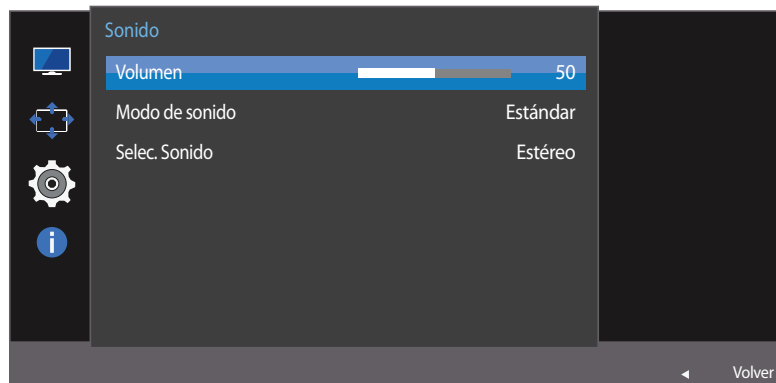 Sonido
Volumen 50
Modo de sonido Estándar
Selec. Sonido Estéreo
Volver